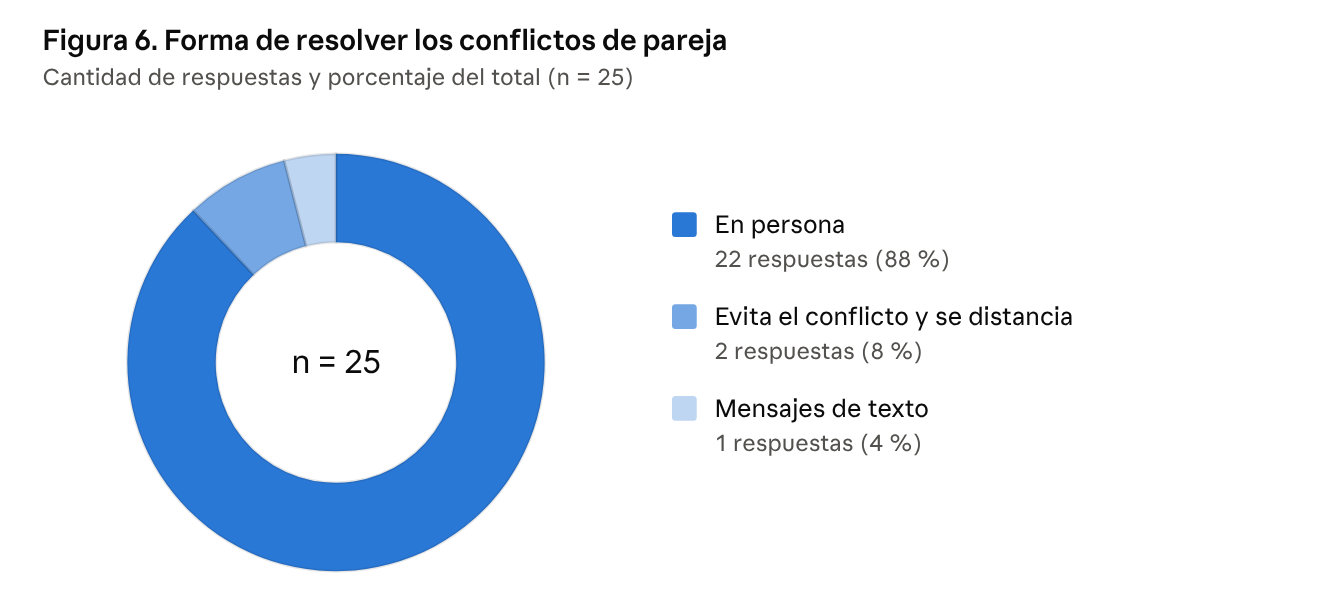 Figura 6. Forma de resolver los conflictos de pareja
Cantidad de respuestas y porcentaje del total (n = 25)
n = 25
En persona
22 respuestas (88 %)
Evita el conflicto y se distancia
2 respuestas (8 %)
Mensajes de texto
1 respuestas (4 %)